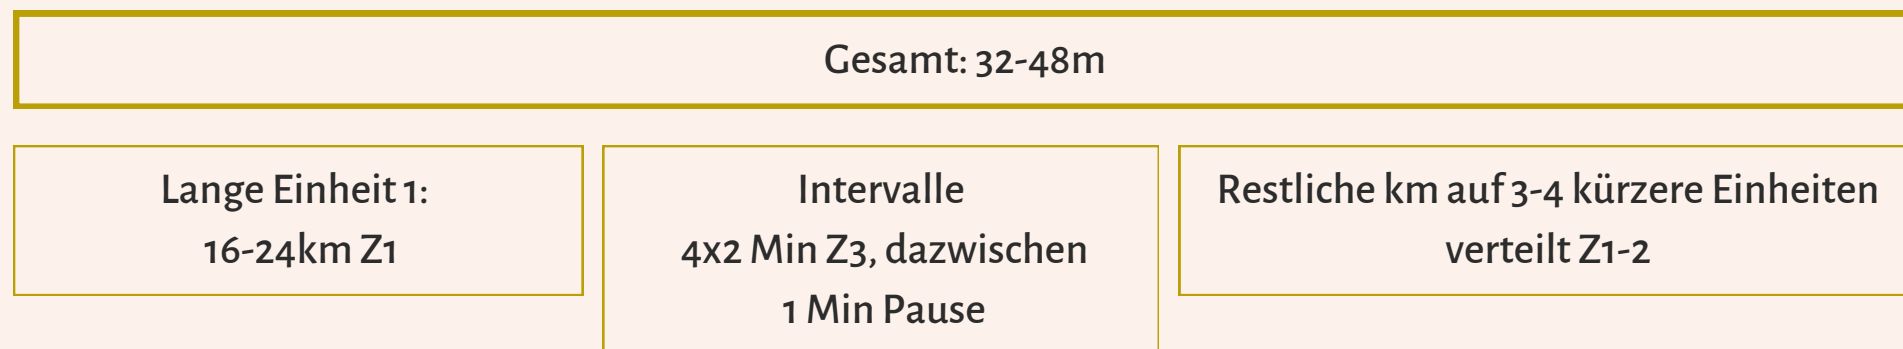 Gesamt: 32-48m
Lange Einheit 1:
16-24km Z1
Intervalle
4x2 Min Z3, dazwischen
1 Min Pause
Restliche km auf 3-4 kürzere Einheiten
verteilt Z1-2